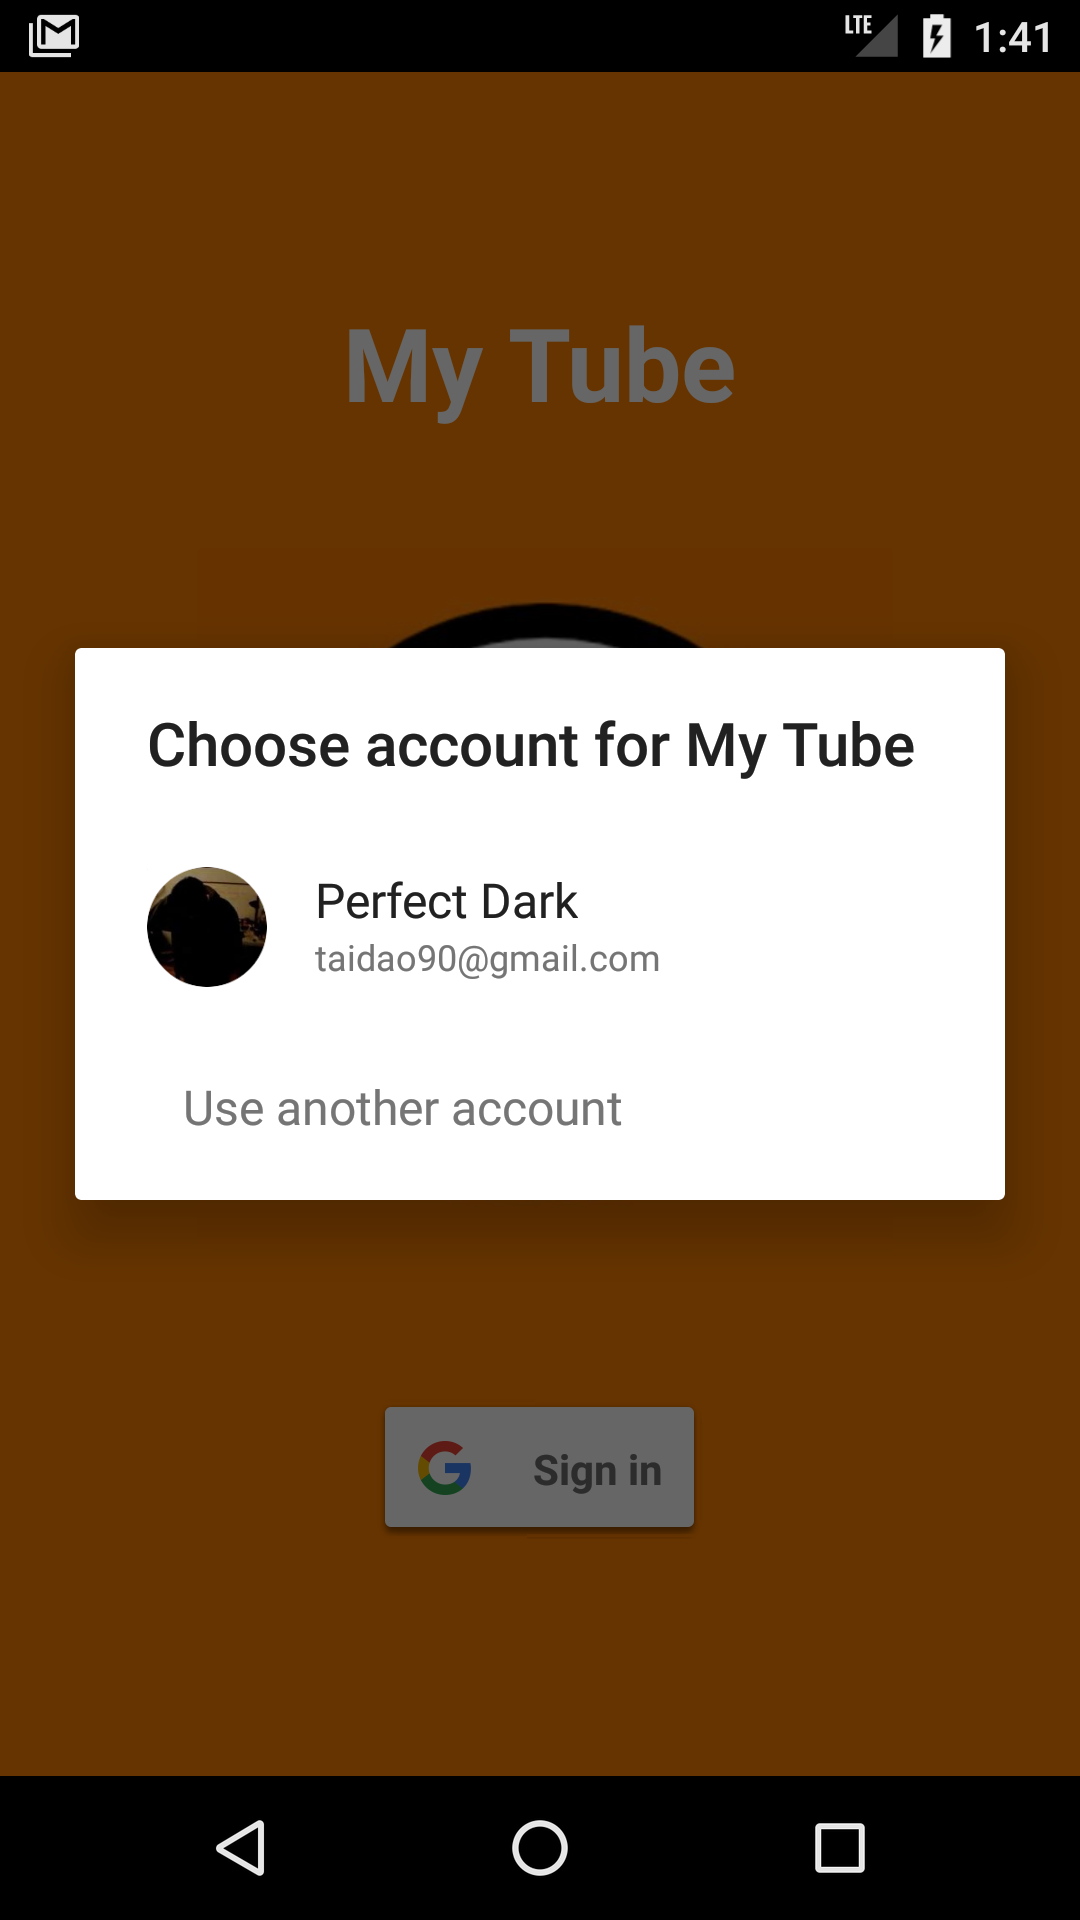 LTE 1:41
My Tube
Choose account for My Tube
Perfect Dark
taidao90@gmail.com
Use another account
Sign in